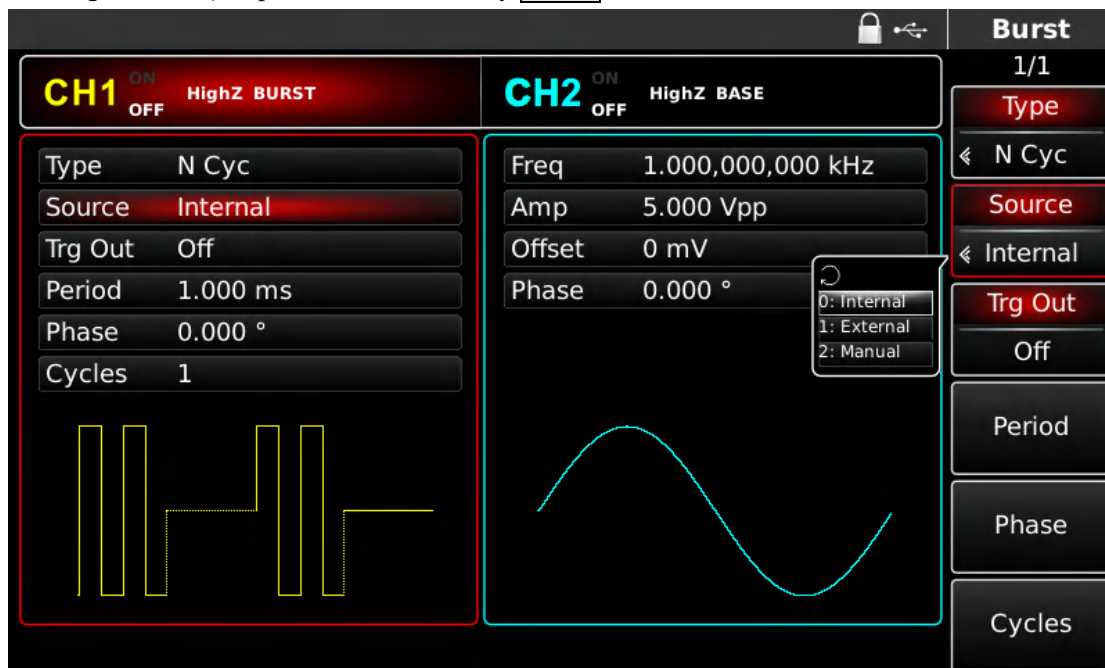 Burst
1/1
CH1 ON OFF HighZ BURST
CH2 ON OFF HighZ BASE
Type N Cyc
Source Internal
Trg Out Off
Period 1.000 ms
Phase 0.000 °
Cycles 1
Freq 1.000,000,000 kHz
Amp 5.000 Vpp
Offset 0 mV
Phase 0.000 °
0: Internal
1: External
2: Manual
Type
N Cyc
Source
Internal
Trg Out
Off
Period
Phase
Cycles